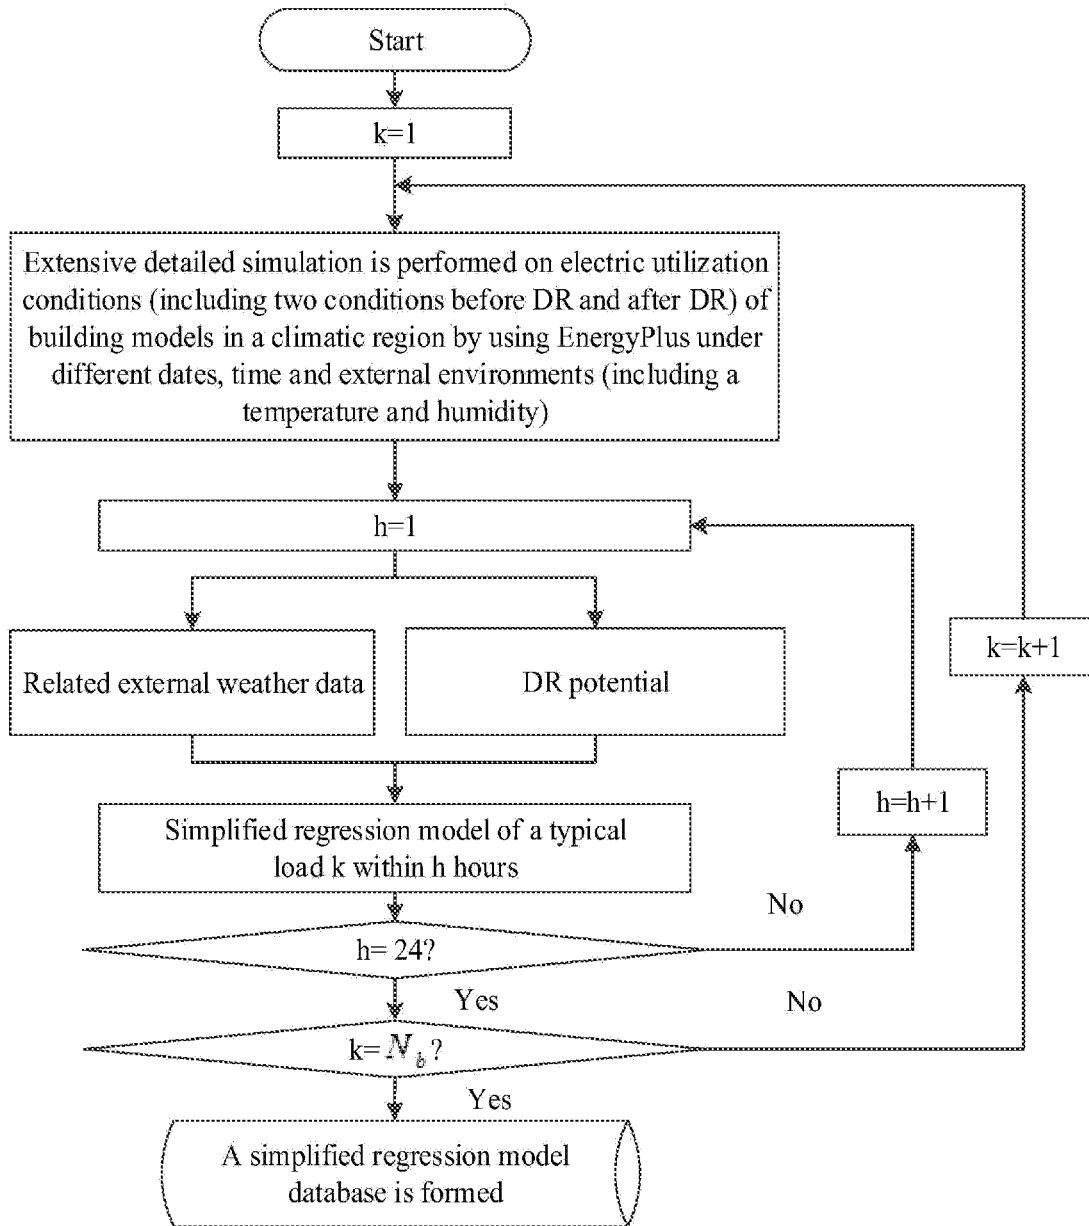 Start
k=1
Extensive detailed simulation is performed on electric utilization
conditions (including two conditions before DR and after DR) of
building models in a climatic region by using EnergyPlus under
different dates, time and external environments (including a
temperature and humidity)
h=1
Related external weather data
DR potential
k=k+1
h=h+1
Simplified regression model of a typical
load k within h hours
No
h= 24?
Yes
No
k= N_b ?
Yes
A simplified regression model
database is formed